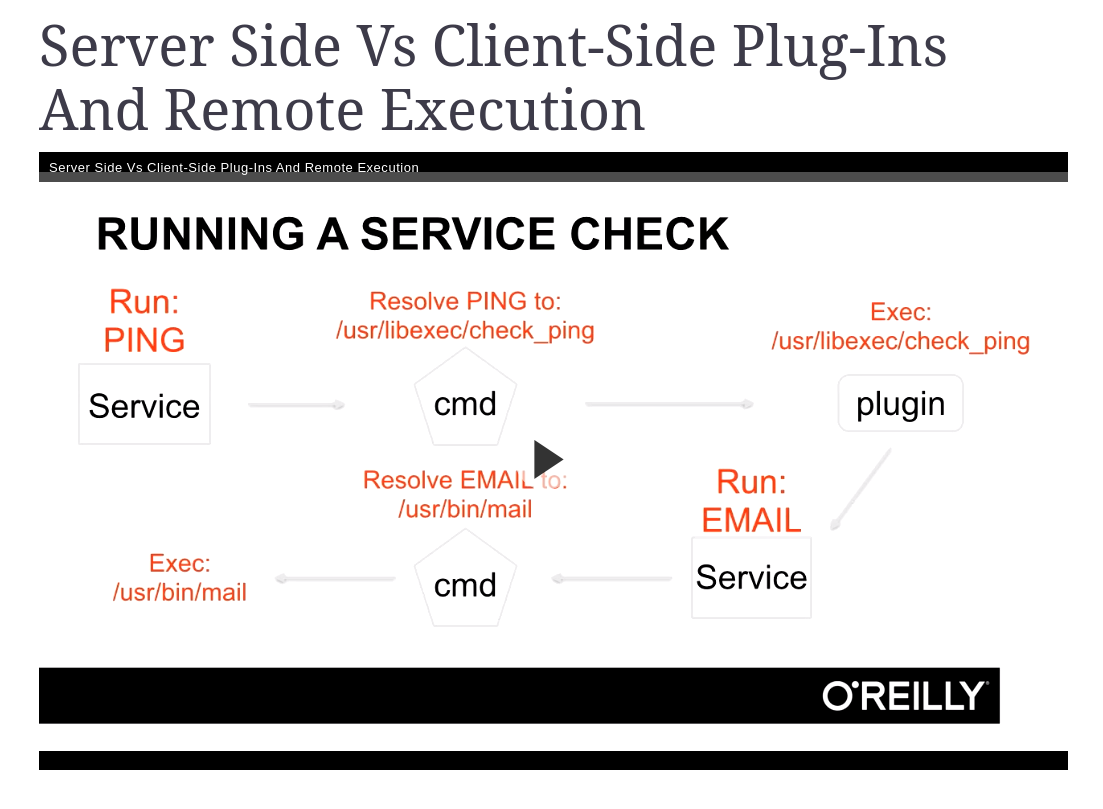 Server Side Vs Client-Side Plug-Ins
And Remote Execution
Server Side Vs Client-Side Plug-Ins And Remote Execution
RUNNING A SERVICE CHECK
Run:
PING
Service
Resolve PING to:
/usr/libexec/check_ping
cmd
Exec:
/usr/libexec/check_ping
plugin
Run:
EMAIL
Service
Resolve EMAIL to:
/usr/bin/mail
cmd
Exec:
/usr/bin/mail
O'REILLY